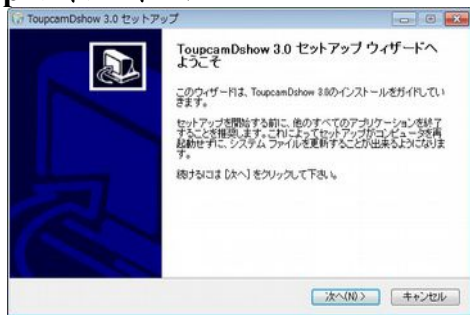 ToupcamDshow 3.0 セットアップ
ToupcamDshow 3.0 セットアップ ウィザードへ
ようこそ
このウィザードは、ToupcamDshow 3.0のインストールをガイドしてい
きます。
セットアップを開始する前に、他のすべてのアプリケーションを終了
することを推奨します。これによってセットアップがコンピュータを再
起動せずに、システム ファイルを更新することが出来るようになりま
す。
続けるには [次へ] をクリックして下さい。
次へ(N) >
キャンセル